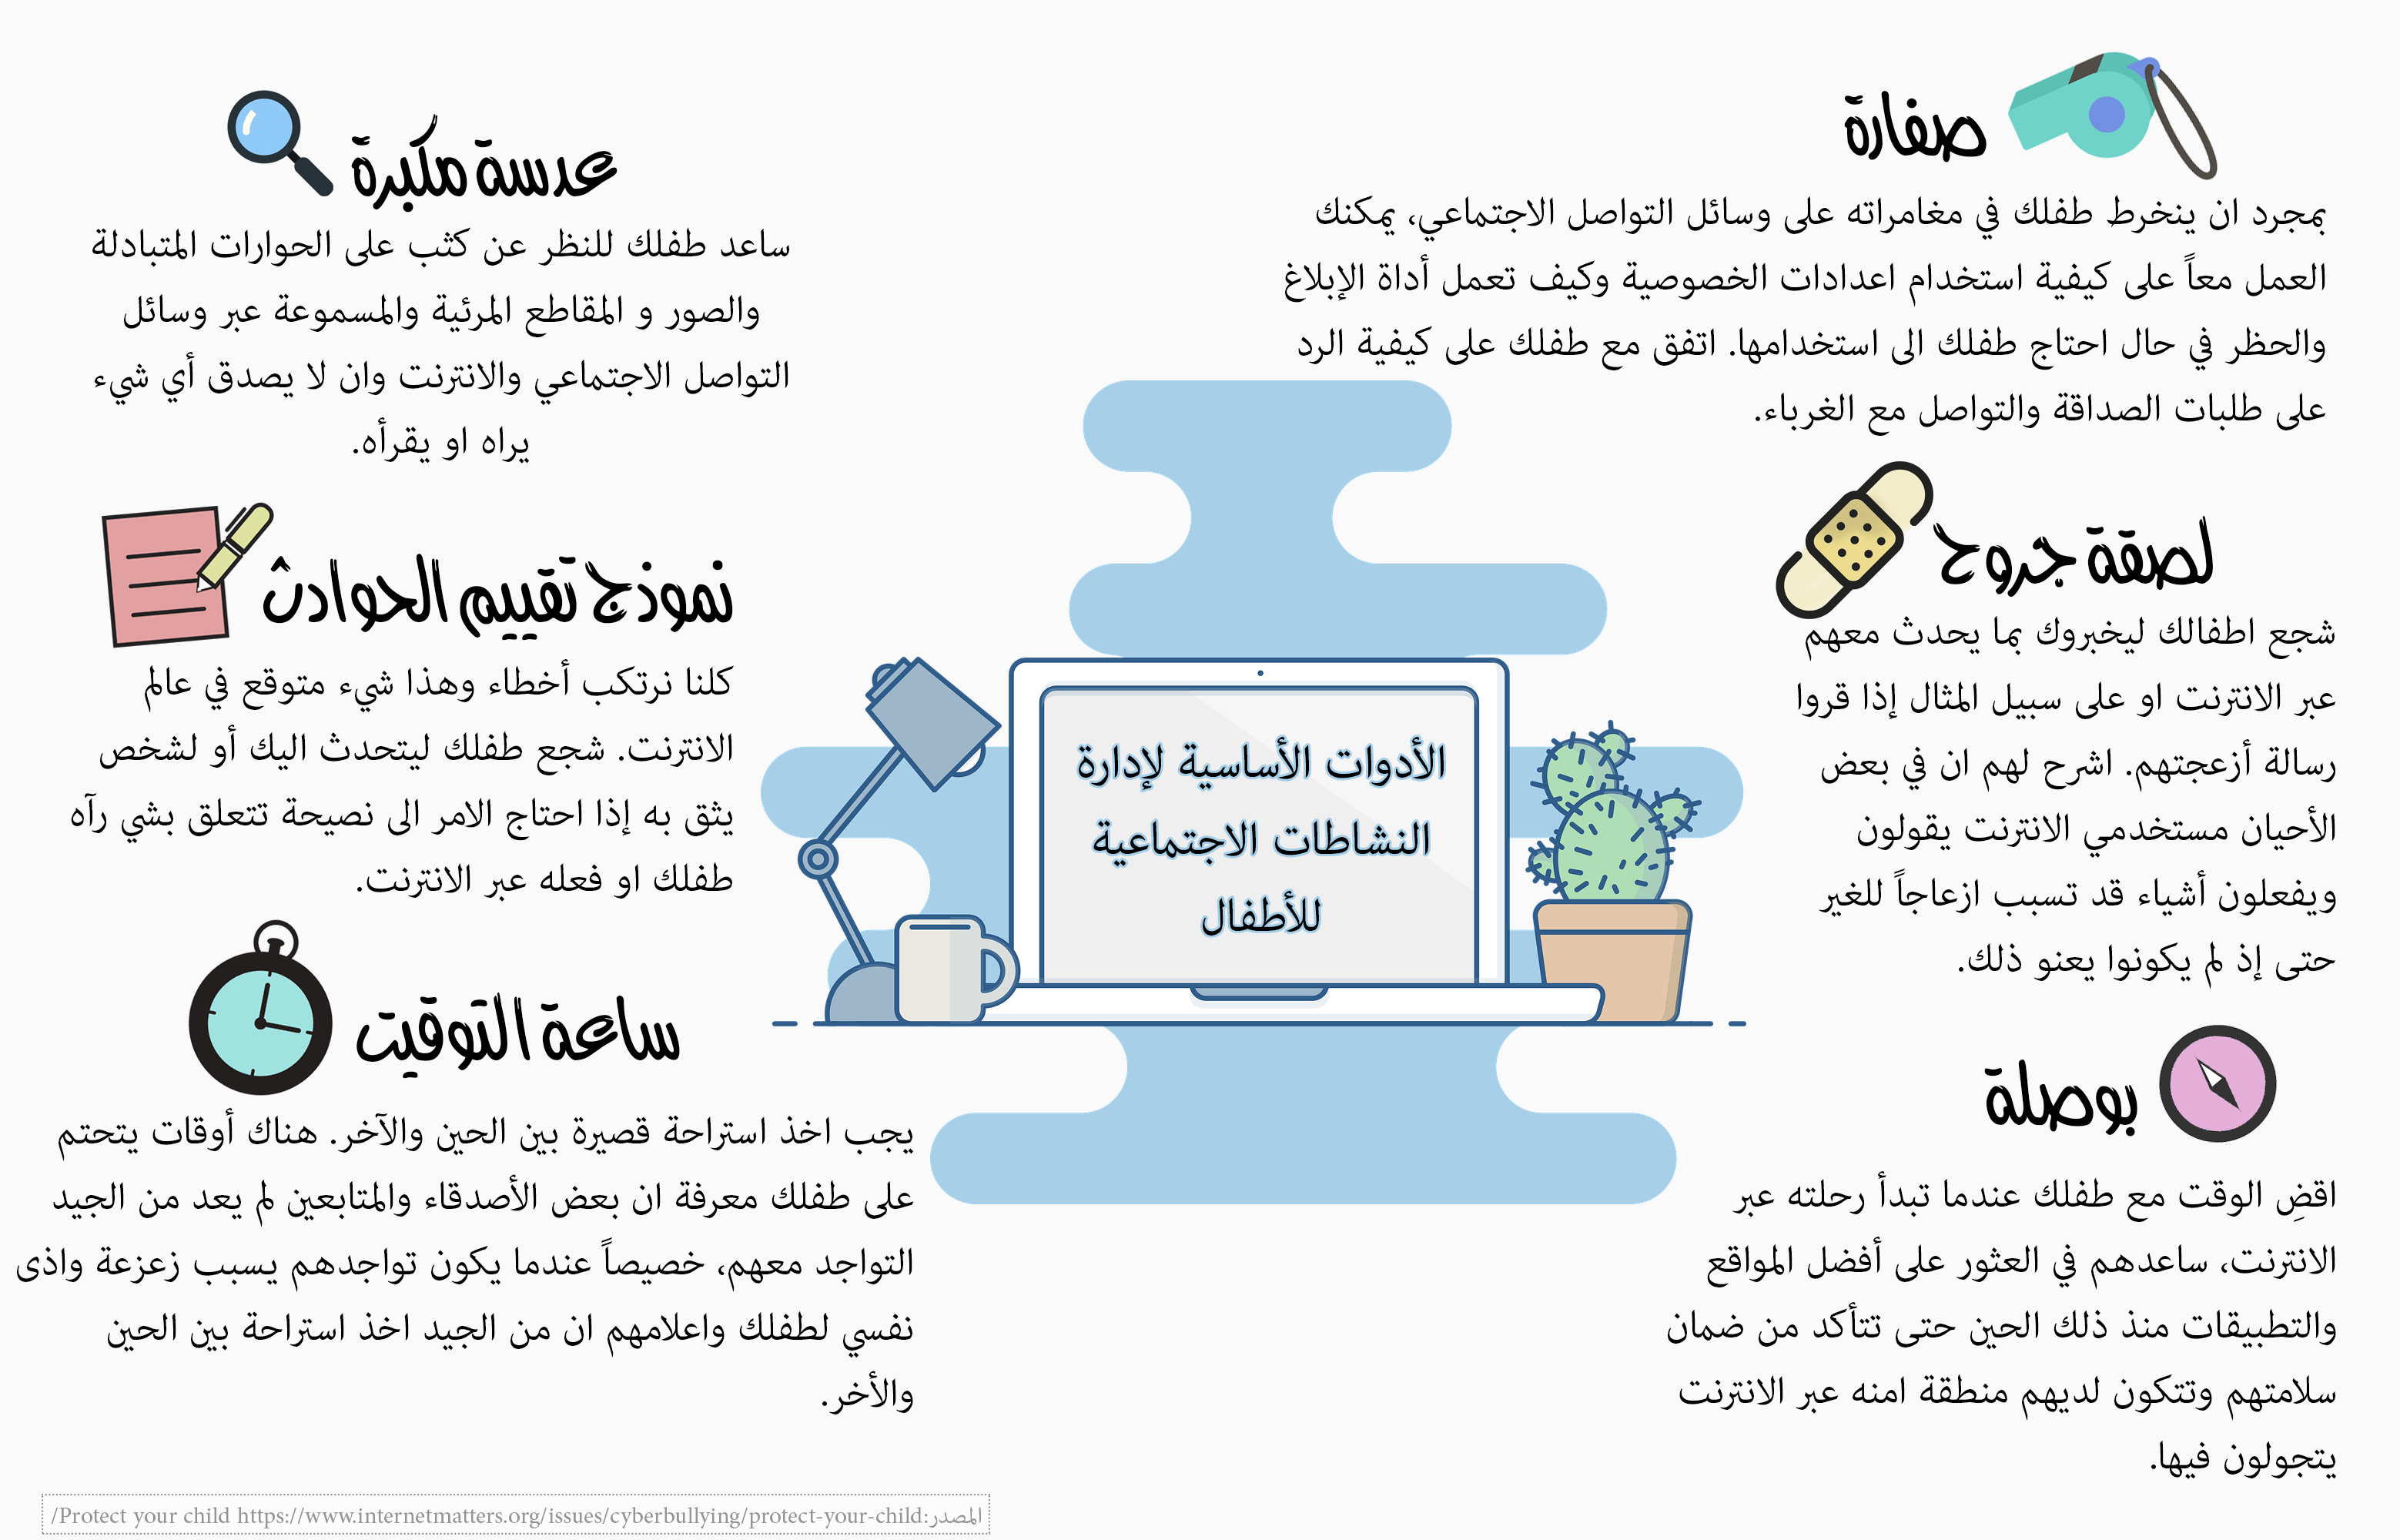 صفارة
بمجرد ان ينخرط طفلك في مغامراته على وسائل التواصل الاجتماعي، يمكنك
العمل معاً على كيفية استخدام اعدادات الخصوصية وكيف تعمل أداة الإبلاغ
والحظر في حال احتاج طفلك الى استخدامها. اتفق مع طفلك على كيفية الرد
على طلبات الصداقة والتواصل مع الغرباء.
لصقة جروح
شجع اطفالك ليخبروك بما يحدث معهم
عبر الانترنت او على سبيل المثال إذا قروا
رسالة أزعجتهم. اشرح لهم ان في بعض
الأحيان مستخدمي الانترنت يقولون
ويفعلون أشياء قد تسبب ازعاجاً للغير
حتى إذ لم يكونوا يعنو ذلك.
بوصلة
اقضِ الوقت مع طفلك عندما تبدأ رحلته عبر
الانترنت، ساعدهم في العثور على أفضل المواقع
والتطبيقات منذ ذلك الحين حتى تتأكد من ضمان
سلامتهم وتتكون لديهم منطقة امنه عبر الانترنت
يتجولون فيها.
الأدوات الأساسية لإدارة
النشاطات الاجتماعية
للأطفال
عدسة مكبرة
ساعد طفلك للنظر عن كثب على الحوارات المتبادلة
والصور و المقاطع المرئية والمسموعة عبر وسائل
التواصل الاجتماعي والانترنت وان لا يصدق أي شيء
يراه او يقرأه.
نموذج تقييم الحوادث
كلنا نرتكب أخطاء وهذا شيء متوقع في عالم
الانترنت. شجع طفلك ليتحدث اليك أو لشخص
يثق به إذا احتاج الامر الى نصيحة تتعلق بشي رآه
طفلك او فعله عبر الانترنت.
ساعة التوقيت
يجب اخذ استراحة قصيرة بين الحين والآخر. هناك أوقات يتحتم
على طفلك معرفة ان بعض الأصدقاء والمتابعين لم يعد من الجيد
التواجد معهم، خصيصاً عندما يكون تواجدهم يسبب زعزعة واذى
نفسي لطفلك واعلامهم ان من الجيد اخذ استراحة بين الحين
والأخر.
المصدر:Protect your child https://www.internetmatters.org/issues/cyberbullying/protect-your-child/